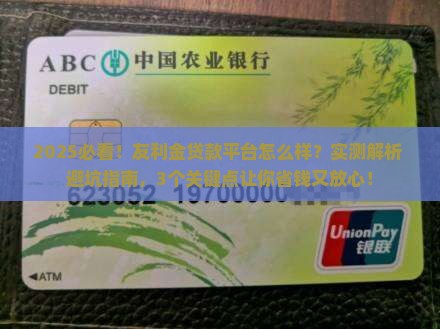 ABC 中国农业银行
DEBIT
2025必看！友利金贷款平台怎么样？实测解析
避坑指南，3个关键点让你省钱又放心！
623052 19700000
UnionPay
银联
◄ATM